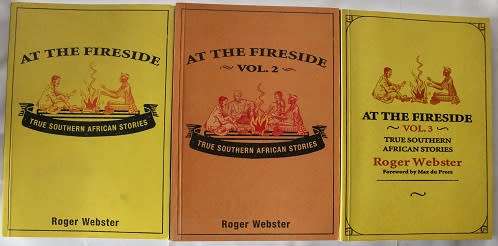 AT THE FIRESIDE
TRUE SOUTHERN AFRICAN STORIES
Roger Webster
AT THE FIRESIDE
~ VOL. 2 ~
TRUE SOUTHERN AFRICAN STORIES
Roger Webster
AT THE FIRESIDE
~ VOL. 3 ~
TRUE SOUTHERN
AFRICAN STORIES
Roger Webster
Foreword by Max du Preez